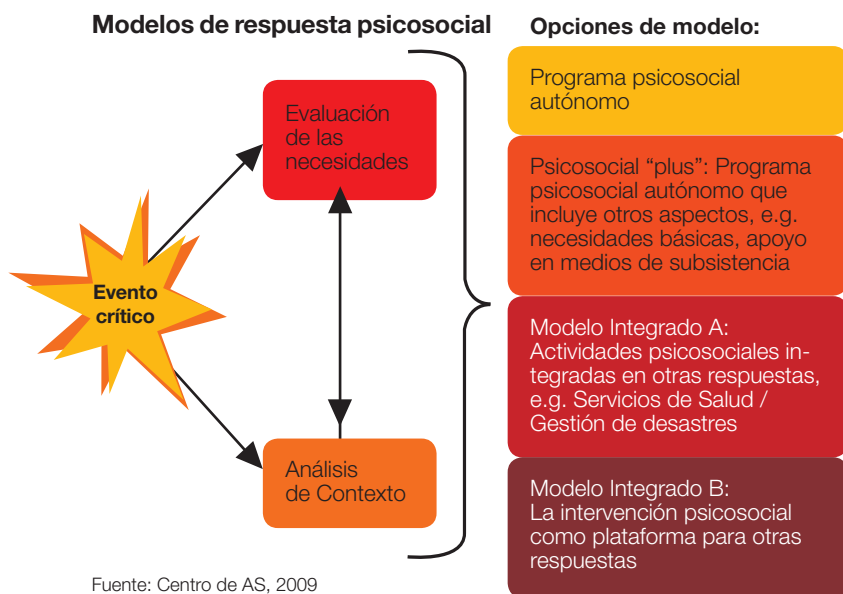 Modelos de respuesta psicosocial
Opciones de modelo:
Evento
crítico
Evaluación
de las
necesidades
Análisis
de Contexto
Programa psicosocial
autónomo
Psicosocial “plus”: Programa
psicosocial autónomo que
incluye otros aspectos, e.g.
necesidades básicas, apoyo
en medios de subsistencia
Modelo Integrado A:
Actividades psicosociales in-
tegradas en otras respuestas,
e.g. Servicios de Salud /
Gestión de desastres
Modelo Integrado B:
La intervención psicosocial
como plataforma para otras
respuestas
Fuente: Centro de AS, 2009